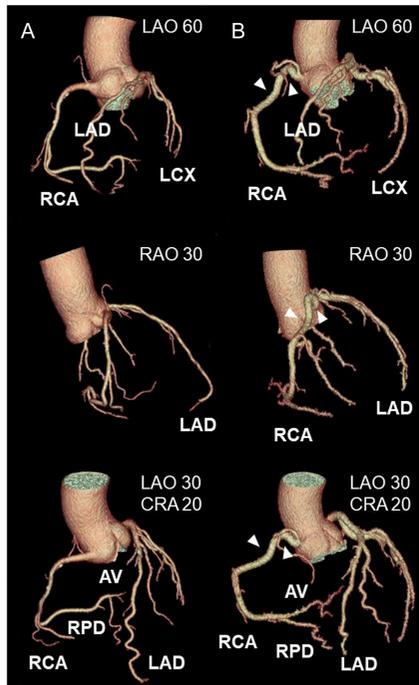 A
LAO 60
B
LAO 60
LAD
LAD
RCA
LCX
RCA
LCX
RAO 30
RAO 30
LAD
LAD
RCA
LAO 30
CRA 20
LAO 30
CRA 20
AV
AV
RCA
RPD
LAD
RCA
RPD
LAD